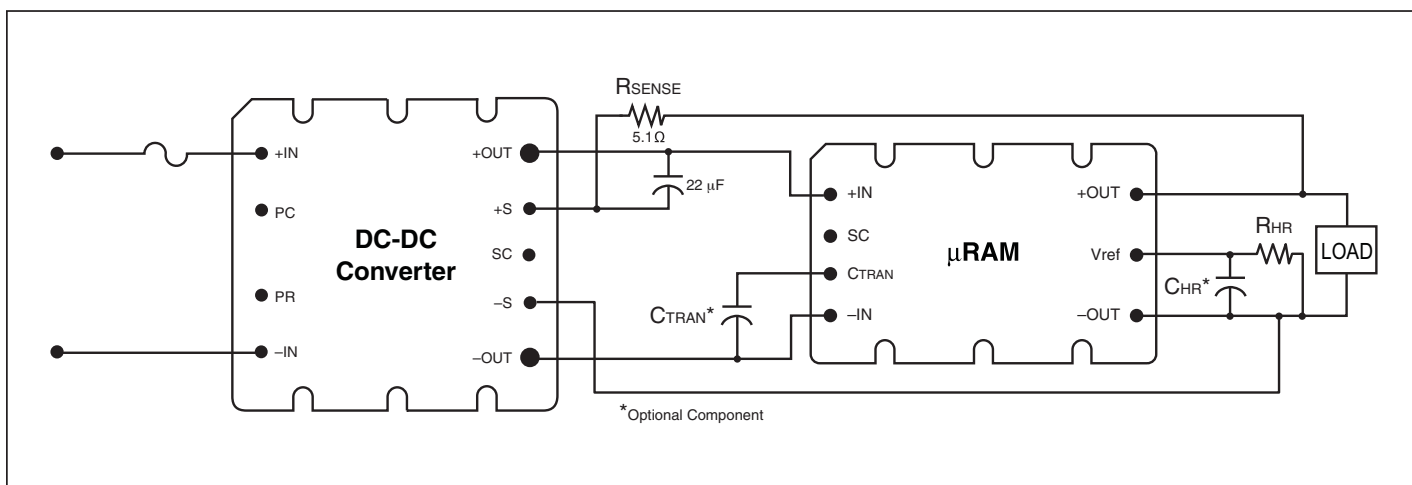 RSENSE
5.1Ω
+IN
PC
PR
–IN
DC-DC
Converter
+OUT
+S
SC
–S
–OUT
22 μF
CTRAN*
+IN
SC
CTRAN
–IN
μRAM
+OUT
Vref
–OUT
RHR
CHR*
LOAD
*Optional Component